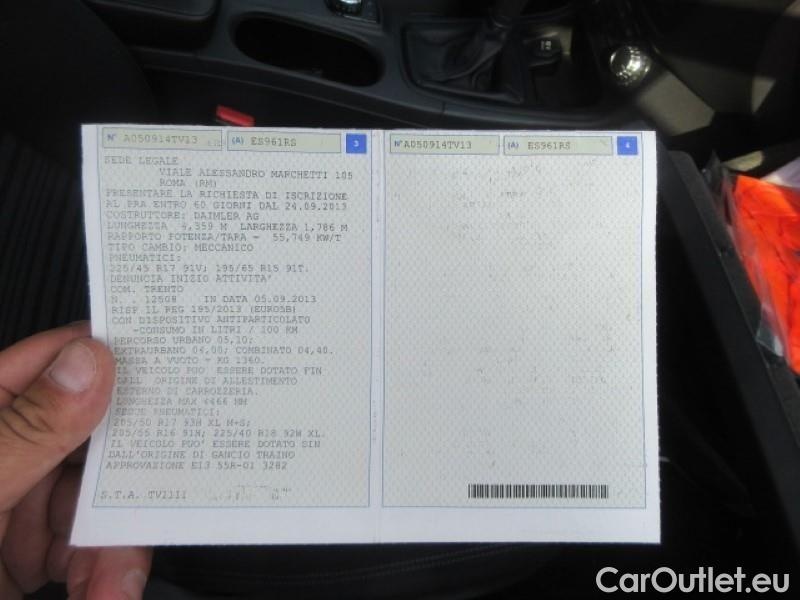 N° A050914TV13 (A) ES961RS 3
SEDE LEGALE
VIALE ALESSANDRO MARCHETTI 105
ROMA (RM)
PRESENTARE LA RICHIESTA DI ISCRIZIONE
AL PRA ENTRO 60 GIORNI DAL 24.09.2013
COSTRUTTORE: DAIMLER AG
LUNGHEZZA 4,359 M LARGHEZZA 1,786 M
RAPPORTO POTENZA/TARA = 55,749 KW/T
TIPO CAMBIO: MECCANICO
PNEUMATICI:
225/45 R17 91V; 195/65 R15 91T.
DENUNCIA INIZIO ATTIVITA'
COM. TRENTO
N. . 12508 IN DATA 05.09.2013
RISP IL REG 195/2013 (EURO5B)
CON DISPOSITIVO ANTIPARTICOLATO
-CONSUMO IN LITRI / 100 KM
PERCORSO URBANO 05,10;
EXTRAURBANO 04,00; COMBINATO 04,40.
MASSA A VUOTO = KG 1360.
IL VEICOLO PUO' ESSERE DOTATO FIN
DALL' ORIGINE DI ALLESTIMENTO
ESTERNO DI CARROZZERIA.
LUNGHEZZA MAX 4466 MM
SEGUE PNEUMATICI:
205/50 R17 93H XL M+S;
205/55 R16 91H; 225/40 R18 92W XL.
IL VEICOLO PUO' ESSERE DOTATO SIN
DALL'ORIGINE DI GANCIO TRAINO
APPROVAZIONE E13 55R-01 3282
S.T.A. TV1111
N° A050914TV13 (A) ES961RS 4
CarOutlet.eu